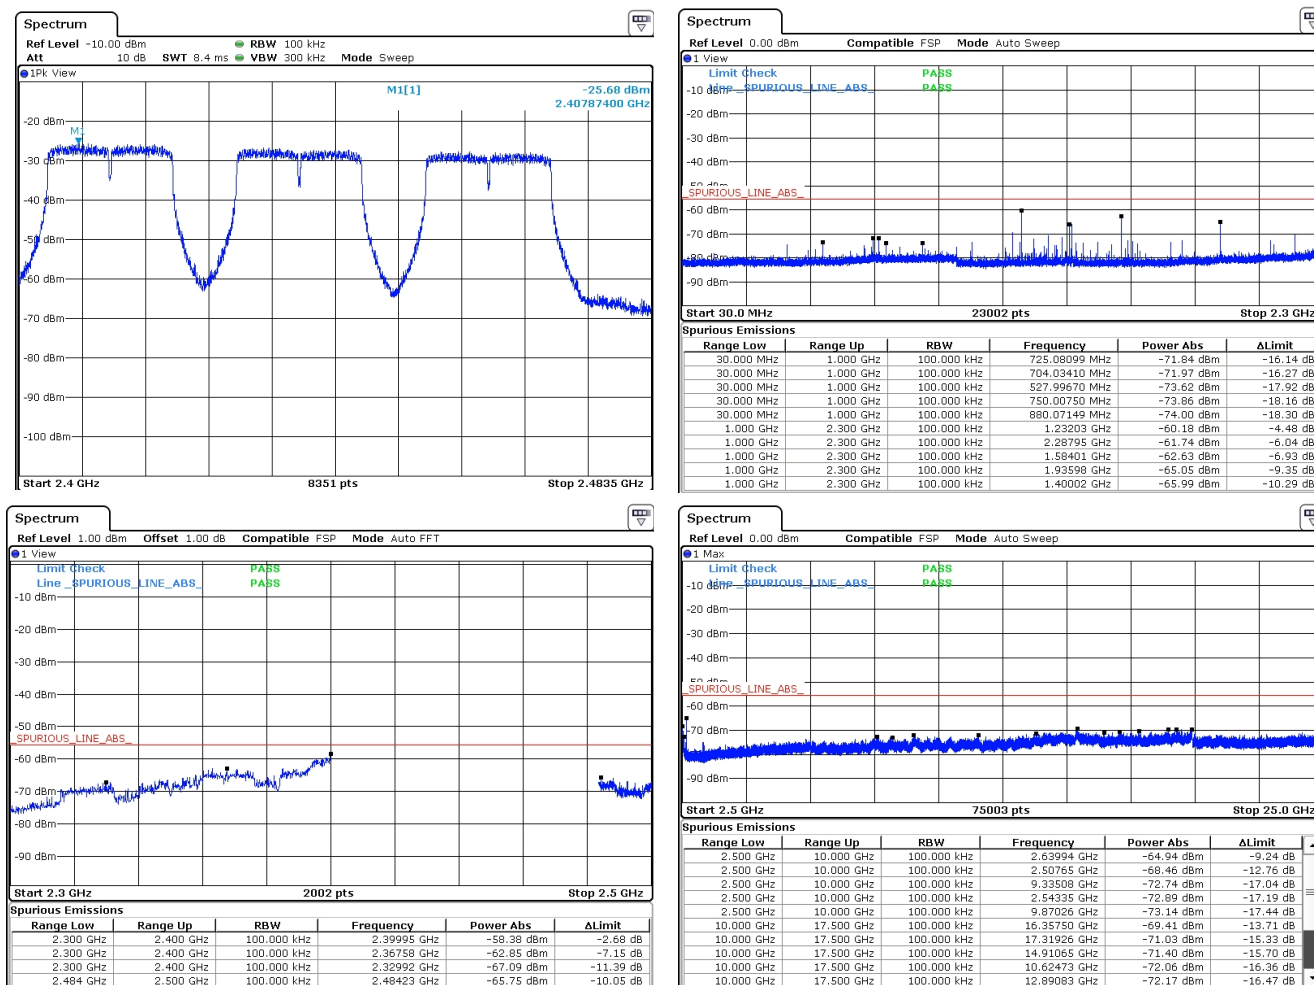 Spectrum
Ref Level -10.00 dBm RBW 100 kHz
Att 10 dB SWT 8.4 ms VBW 300 kHz Mode Sweep
1Pk View
M1[1] -25.68 dBm
2.40787400 GHz
M1
-20 dBm
-30 dBm
-40 dBm
-50 dBm
-60 dBm
-70 dBm
-80 dBm
-90 dBm
-100 dBm
Start 2.4 GHz 8351 pts Stop 2.4835 GHz
Spectrum
Ref Level 0.00 dBm Compatible FSP Mode Auto Sweep
1 View
Limit Check PASS
-10 dBm
Line _SPURIOUS_LINE_ABS_ PASS
-20 dBm
-30 dBm
-40 dBm
-50 dBm
_SPURIOUS_LINE_ABS_
-60 dBm
-70 dBm
-80 dBm
-90 dBm
Start 30.0 MHz 23002 pts Stop 2.3 GHz
Spurious Emissions
Range Low Range Up RBW Frequency Power Abs ΔLimit
30.000 MHz 1.000 GHz 100.000 kHz 725.08099 MHz -71.84 dBm -16.14 dB
30.000 MHz 1.000 GHz 100.000 kHz 704.03410 MHz -71.97 dBm -16.27 dB
30.000 MHz 1.000 GHz 100.000 kHz 527.99670 MHz -73.62 dBm -17.92 dB
30.000 MHz 1.000 GHz 100.000 kHz 750.00750 MHz -73.86 dBm -18.16 dB
30.000 MHz 1.000 GHz 100.000 kHz 880.07149 MHz -74.00 dBm -18.30 dB
1.000 GHz 2.300 GHz 100.000 kHz 1.23203 GHz -60.18 dBm -4.48 dB
1.000 GHz 2.300 GHz 100.000 kHz 2.28795 GHz -61.74 dBm -6.04 dB
1.000 GHz 2.300 GHz 100.000 kHz 1.58401 GHz -62.63 dBm -6.93 dB
1.000 GHz 2.300 GHz 100.000 kHz 1.93598 GHz -65.05 dBm -9.35 dB
1.000 GHz 2.300 GHz 100.000 kHz 1.40002 GHz -65.99 dBm -10.29 dB
Spectrum
Ref Level 1.00 dBm Offset 1.00 dB Compatible FSP Mode Auto FFT
1 View
Limit Check PASS
Line _SPURIOUS_LINE_ABS_ PASS
-10 dBm
-20 dBm
-30 dBm
-40 dBm
-50 dBm
_SPURIOUS_LINE_ABS_
-60 dBm
-70 dBm
-80 dBm
-90 dBm
Start 2.3 GHz 2002 pts Stop 2.5 GHz
Spurious Emissions
Range Low Range Up RBW Frequency Power Abs ΔLimit
2.300 GHz 2.400 GHz 100.000 kHz 2.39995 GHz -58.38 dBm -2.68 dB
2.300 GHz 2.400 GHz 100.000 kHz 2.36758 GHz -62.85 dBm -7.15 dB
2.300 GHz 2.400 GHz 100.000 kHz 2.32992 GHz -67.09 dBm -11.39 dB
2.484 GHz 2.500 GHz 100.000 kHz 2.48423 GHz -65.75 dBm -10.05 dB
Spectrum
Ref Level 0.00 dBm Compatible FSP Mode Auto Sweep
1 Max
Limit Check PASS
-10 dBm
Line _SPURIOUS_LINE_ABS_ PASS
-20 dBm
-30 dBm
-40 dBm
-50 dBm
_SPURIOUS_LINE_ABS_
-60 dBm
-70 dBm
-90 dBm
Start 2.5 GHz 75003 pts Stop 25.0 GHz
Spurious Emissions
Range Low Range Up RBW Frequency Power Abs ΔLimit
2.500 GHz 10.000 GHz 100.000 kHz 2.63994 GHz -64.94 dBm -9.24 dB
2.500 GHz 10.000 GHz 100.000 kHz 2.50765 GHz -68.46 dBm -12.76 dB
2.500 GHz 10.000 GHz 100.000 kHz 9.33508 GHz -72.74 dBm -17.04 dB
2.500 GHz 10.000 GHz 100.000 kHz 2.54335 GHz -72.89 dBm -17.19 dB
2.500 GHz 10.000 GHz 100.000 kHz 9.87026 GHz -73.14 dBm -17.44 dB
10.000 GHz 17.500 GHz 100.000 kHz 16.35750 GHz -69.41 dBm -13.71 dB
10.000 GHz 17.500 GHz 100.000 kHz 17.31926 GHz -71.03 dBm -15.33 dB
10.000 GHz 17.500 GHz 100.000 kHz 14.91065 GHz -71.40 dBm -15.70 dB
10.000 GHz 17.500 GHz 100.000 kHz 10.62473 GHz -72.06 dBm -16.36 dB
10.000 GHz 17.500 GHz 100.000 kHz 12.89083 GHz -72.17 dBm -16.47 dB